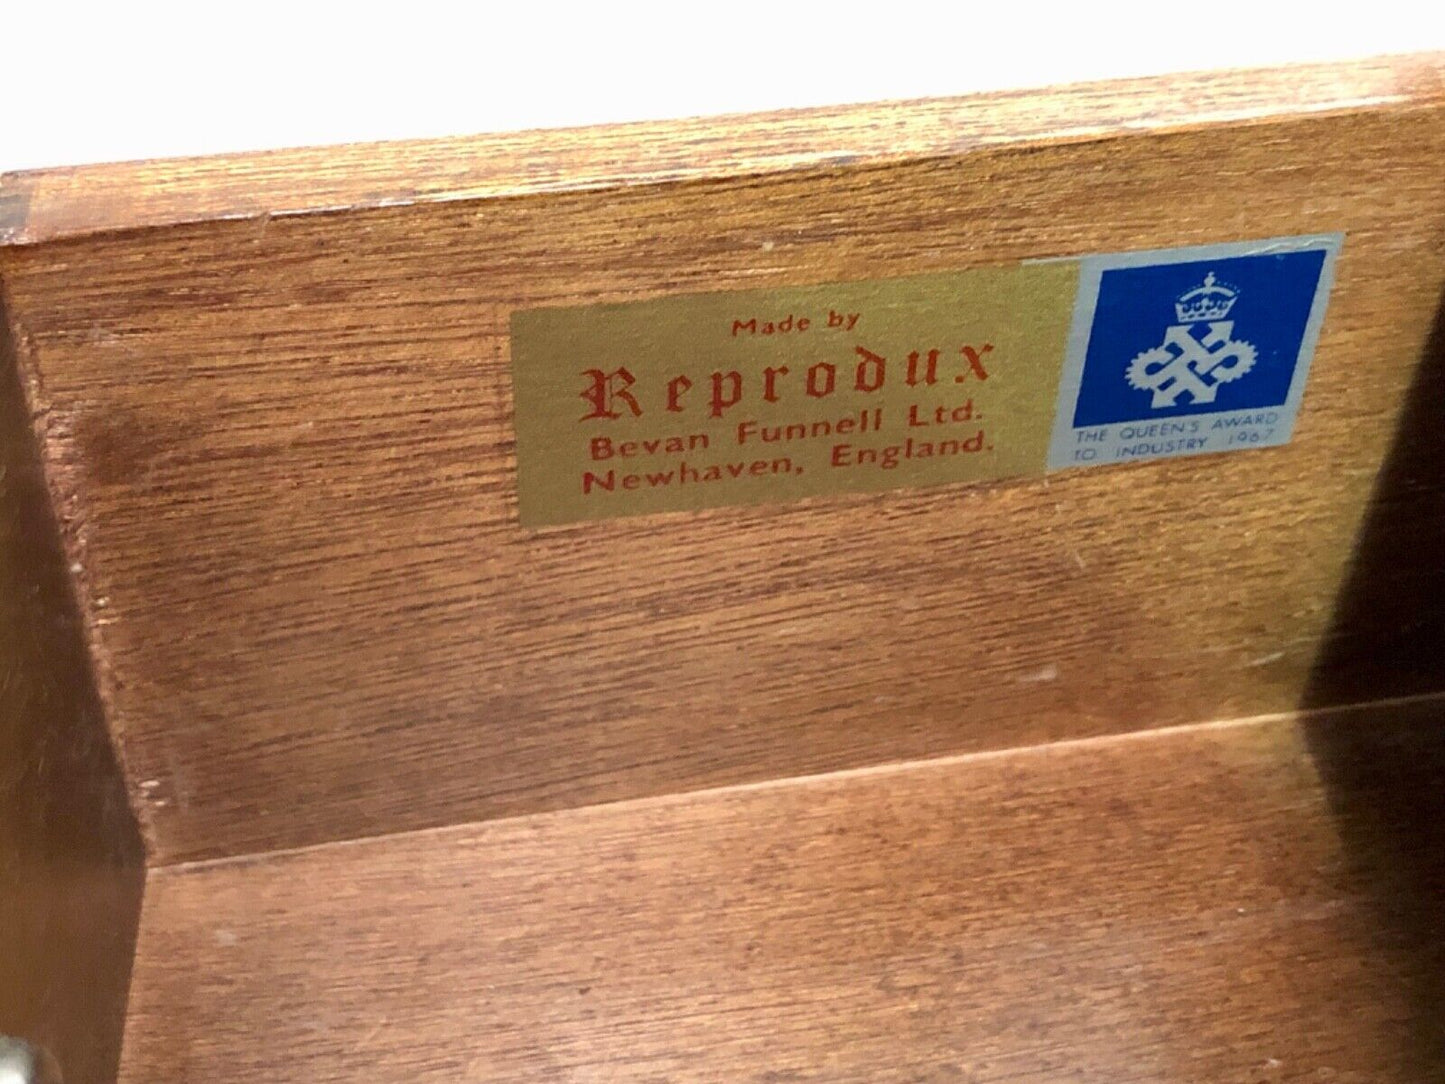 Made by
Reprodux
Bevan Funnell Ltd.
Newhaven, England.
THE QUEEN'S AWARD
TO INDUSTRY 1967